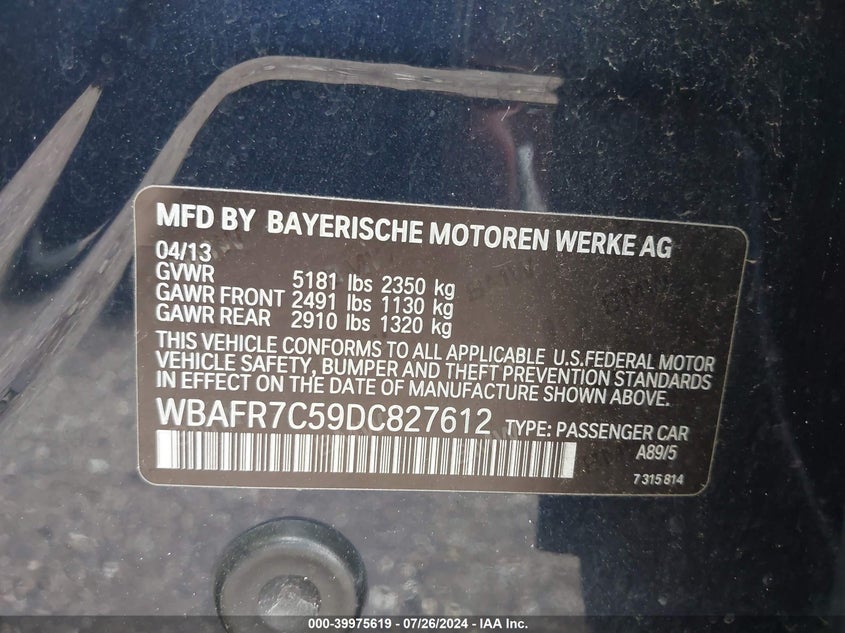 MFD BY BAYERISCHE MOTOREN WERKE AG
04/13
GVWR 5181 lbs 2350 kg
GAWR FRONT 2491 lbs 1130 kg
GAWR REAR 2910 lbs 1320 kg
THIS VEHICLE CONFORMS TO ALL APPLICABLE U.S.FEDERAL MOTOR
VEHICLE SAFETY, BUMPER AND THEFT PREVENTION STANDARDS
IN EFFECT ON THE DATE OF MANUFACTURE SHOWN ABOVE.
WBAFR7C59DC827612 TYPE: PASSENGER CAR
A89/5
7 315 814
000-39975619 - 07/26/2024 - IAA Inc.